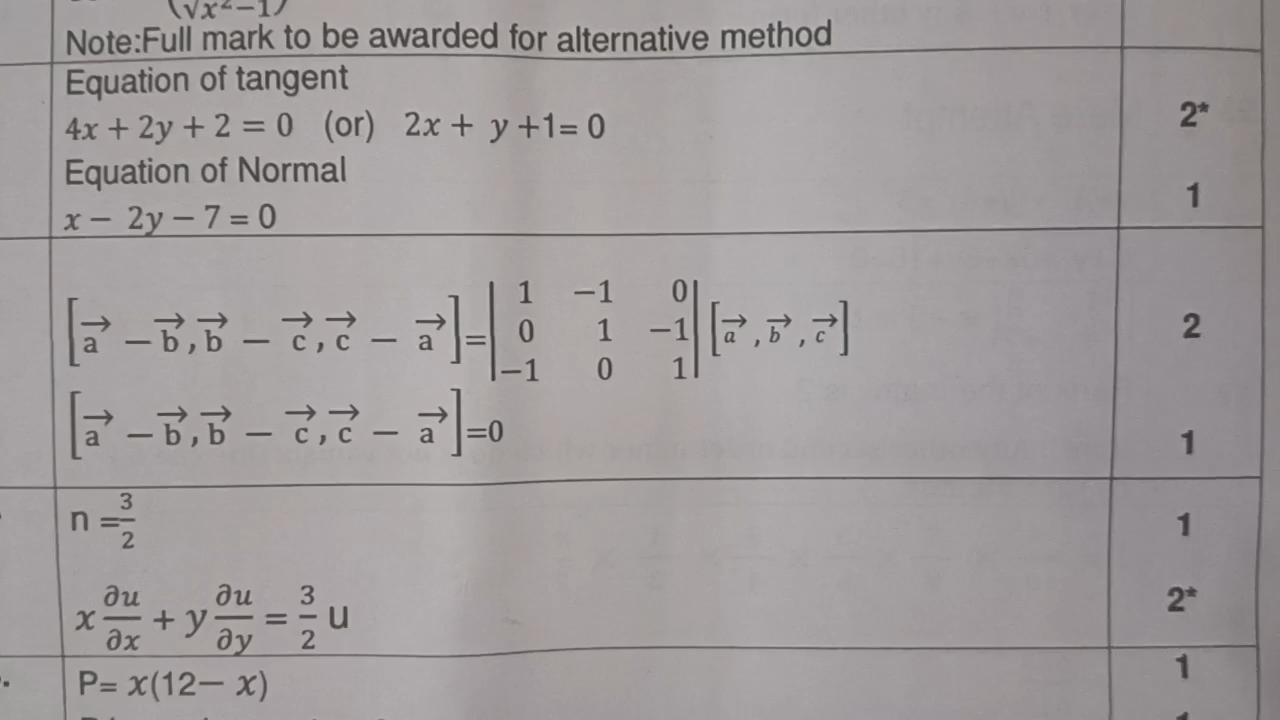 (√x²−1)
Note:Full mark to be awarded for alternative method
Equation of tangent
4x + 2y + 2 = 0 (or) 2x + y +1= 0 2*
Equation of Normal
x − 2y − 7 = 0 1
[a⃗ − b⃗, b⃗ − c⃗, c⃗ − a⃗] = | 1 −1 0 | [a⃗, b⃗, c⃗] 2
| 0 1 −1 |
| −1 0 1 |
[a⃗ − b⃗, b⃗ − c⃗, c⃗ − a⃗] =0 1
n = 3/2 1
x ∂u/∂x + y ∂u/∂y = 3/2 u 2*
P= x(12− x) 1